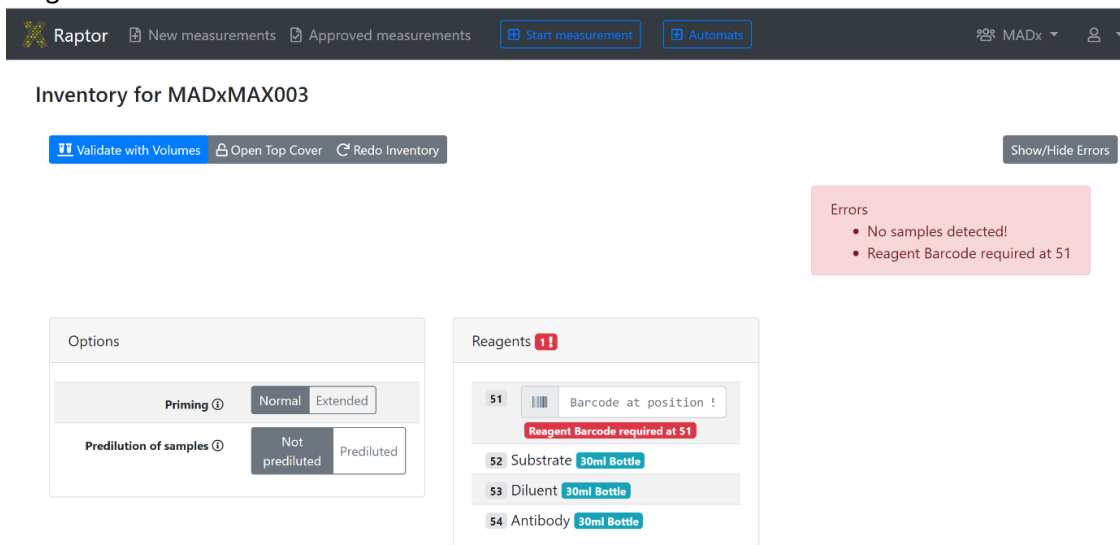 Raptor New measurements Approved measurements Start measurement Automats MADx
Inventory for MADxMAX003
Validate with Volumes Open Top Cover Redo Inventory Show/Hide Errors
Errors
No samples detected!
Reagent Barcode required at 51
Options
Priming Normal Extended
Predilution of samples Not prediluted Prediluted
Reagents 1!
51 Barcode at position
Reagent Barcode required at 51
52 Substrate 30ml Bottle
53 Diluent 30ml Bottle
54 Antibody 30ml Bottle